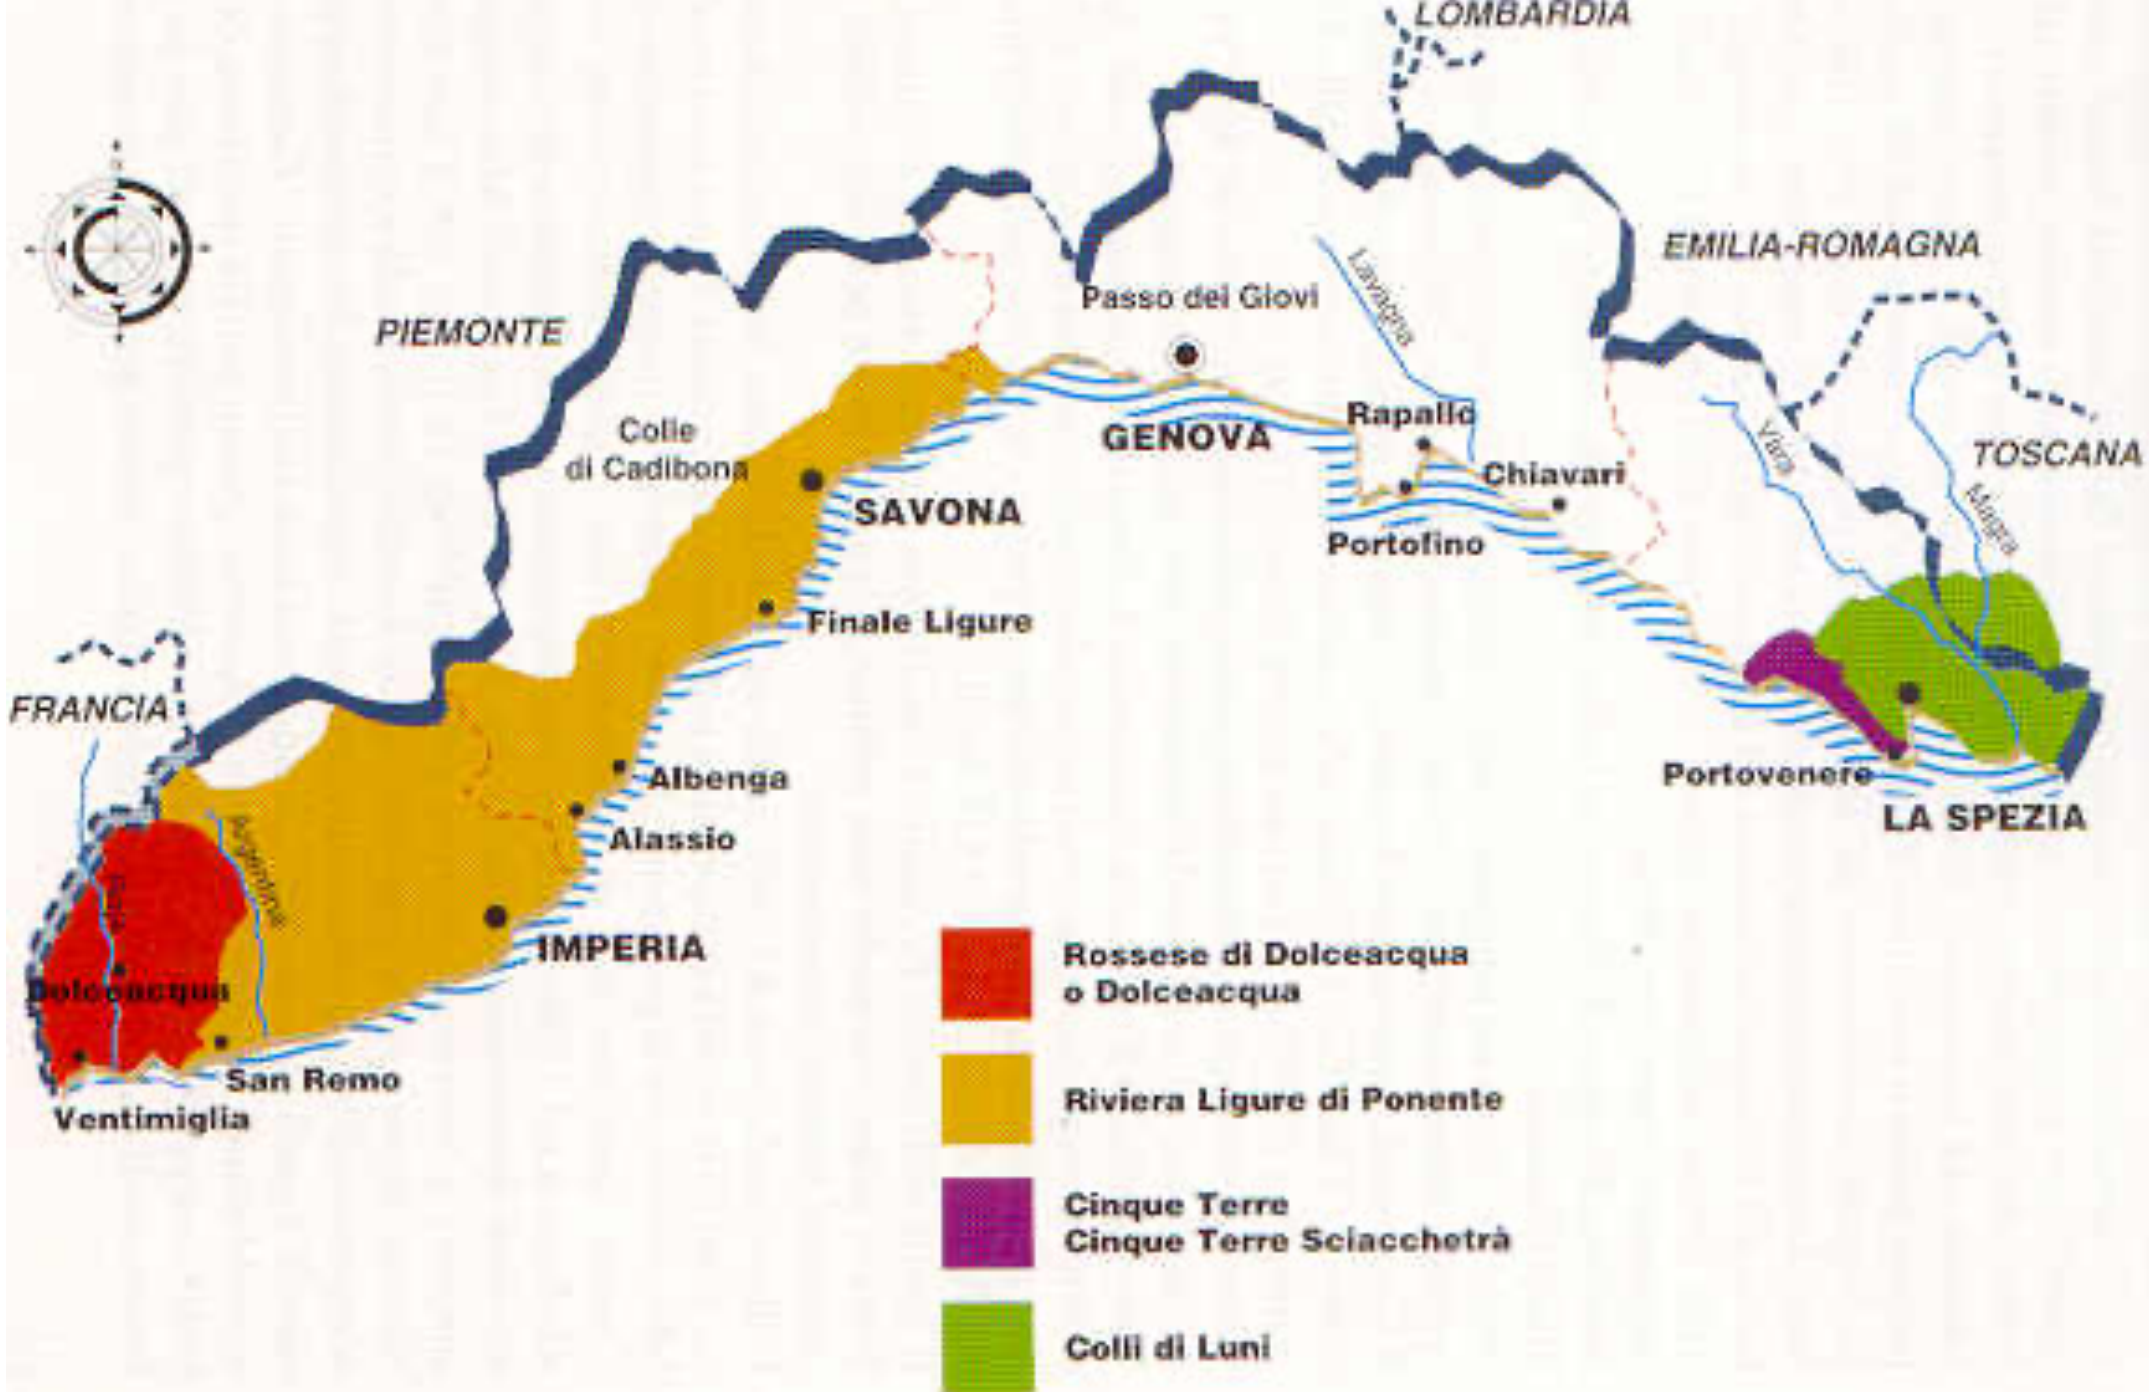 LOMBARDIA
EMILIA-ROMAGNA
PIEMONTE
Passo dei Giovi
Lavagna
Rapallo
Colle
di Cadibona
GENOVA
Chiavari
Vara
TOSCANA
Magra
SAVONA
Portofino
Finale Ligure
FRANCIA
Albenga
Portovenere
LA SPEZIA
Alassio
Argentina
IMPERIA
Dolceacqua
San Remo
Ventimiglia
Rossese di Dolceacqua
o Dolceacqua
Riviera Ligure di Ponente
Cinque Terre
Cinque Terre Sciacchetrà
Colli di Luni